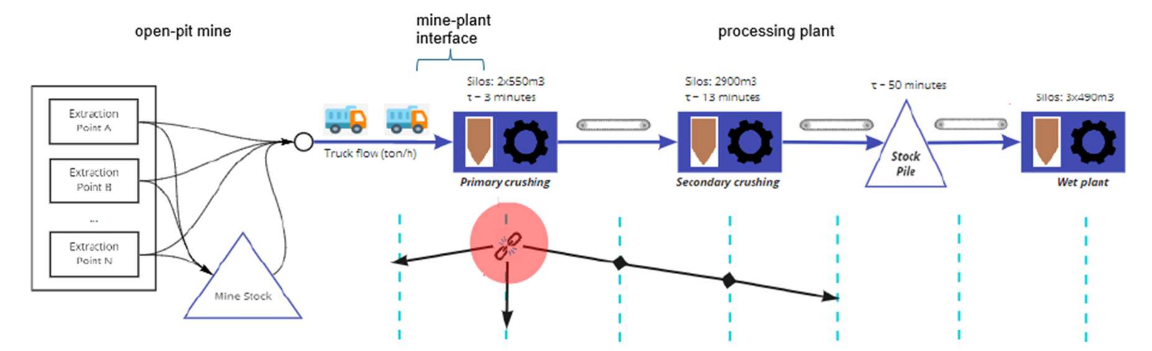 open-pit mine
mine-plant
interface
processing plant
Silos: 2x550m3
τ ~ 3 minutes
Silos: 2900m3
τ ~ 13 minutes
τ ~ 50 minutes
Silos: 3x490m3
Extraction
Point A
Extraction
Point B
...
Extraction
Point N
Mine Stock
Truck flow (ton/h)
Primary crushing
Secondary crushing
Stock
Pile
Wet plant